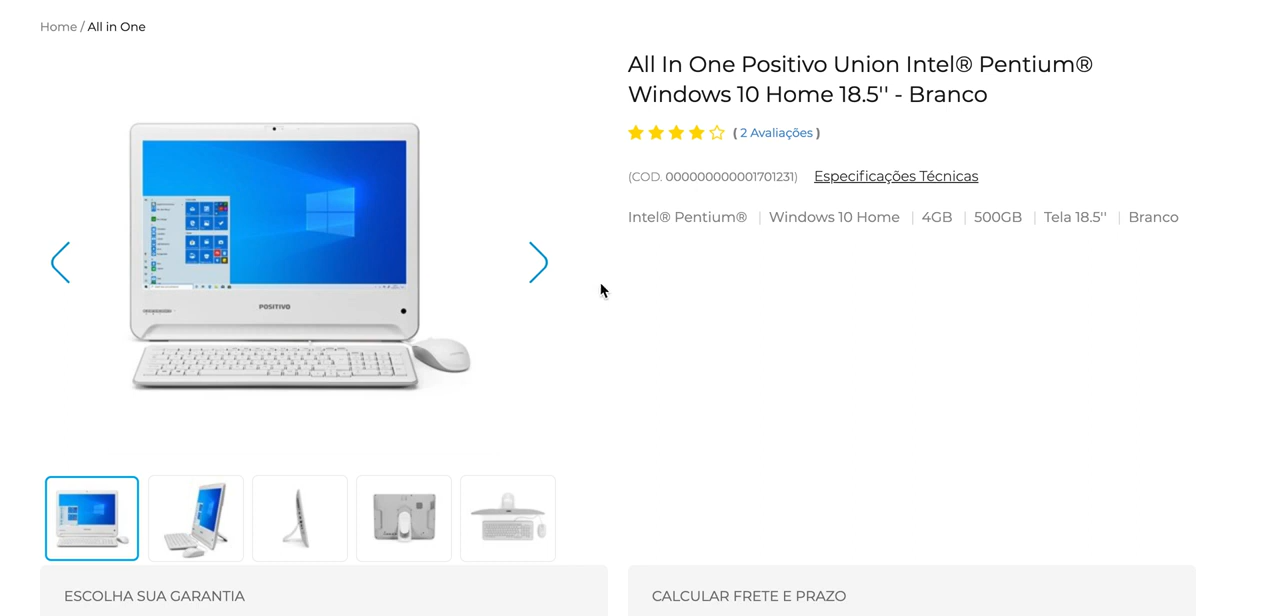 Home / All in One
All In One Positivo Union Intel® Pentium®
Windows 10 Home 18.5'' - Branco
( 2 Avaliações )
(COD. 000000000001701231) Especificações Técnicas
Intel® Pentium® | Windows 10 Home | 4GB | 500GB | Tela 18.5'' | Branco
POSITIVO
ESCOLHA SUA GARANTIA
CALCULAR FRETE E PRAZO